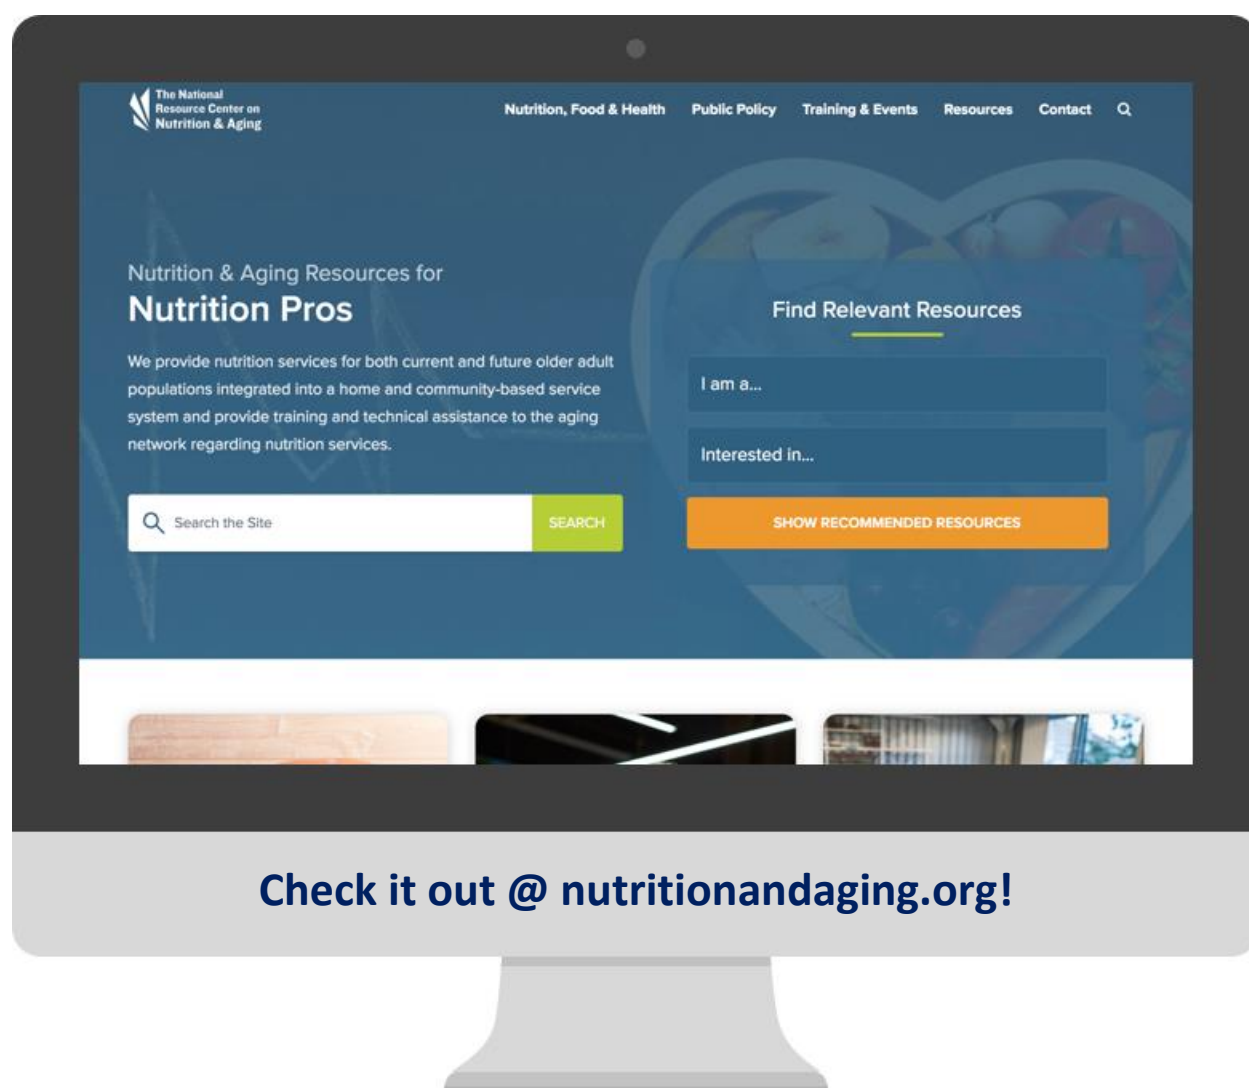 The National
Resource Center on
Nutrition & Aging
Nutrition, Food & Health Public Policy Training & Events Resources Contact
Nutrition & Aging Resources for
Nutrition Pros
We provide nutrition services for both current and future older adult
populations integrated into a home and community-based service
system and provide training and technical assistance to the aging
network regarding nutrition services.
Search the Site SEARCH
Find Relevant Resources
I am a...
Interested in...
SHOW RECOMMENDED RESOURCES
Check it out @ nutritionandaging.org!